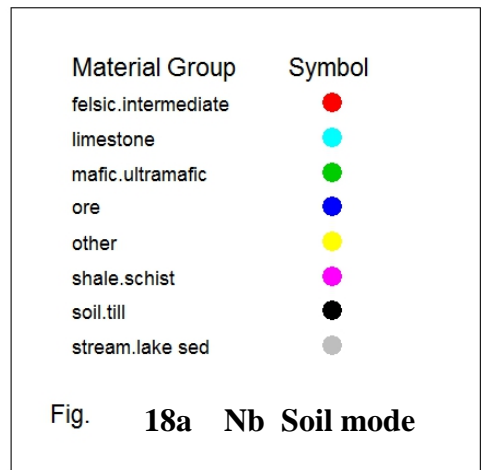 Material Group Symbol
felsic.intermediate
limestone
mafic.ultramafic
ore
other
shale.schist
soil.till
stream.lake sed
Fig. 18a Nb Soil mode